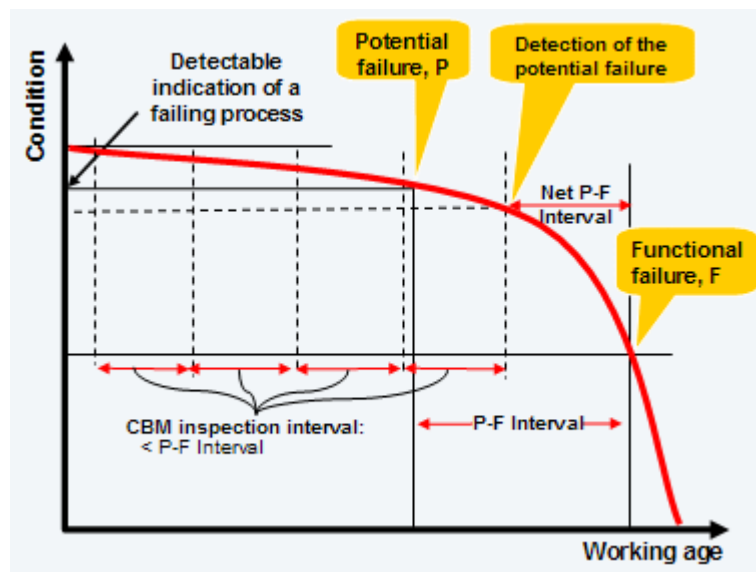 Condition
Detectable
indication of a
failing process
Potential
failure, P
Detection of the
potential failure
Net P-F
Interval
Functional
failure, F
CBM inspection interval:
< P-F Interval
P-F Interval
Working age